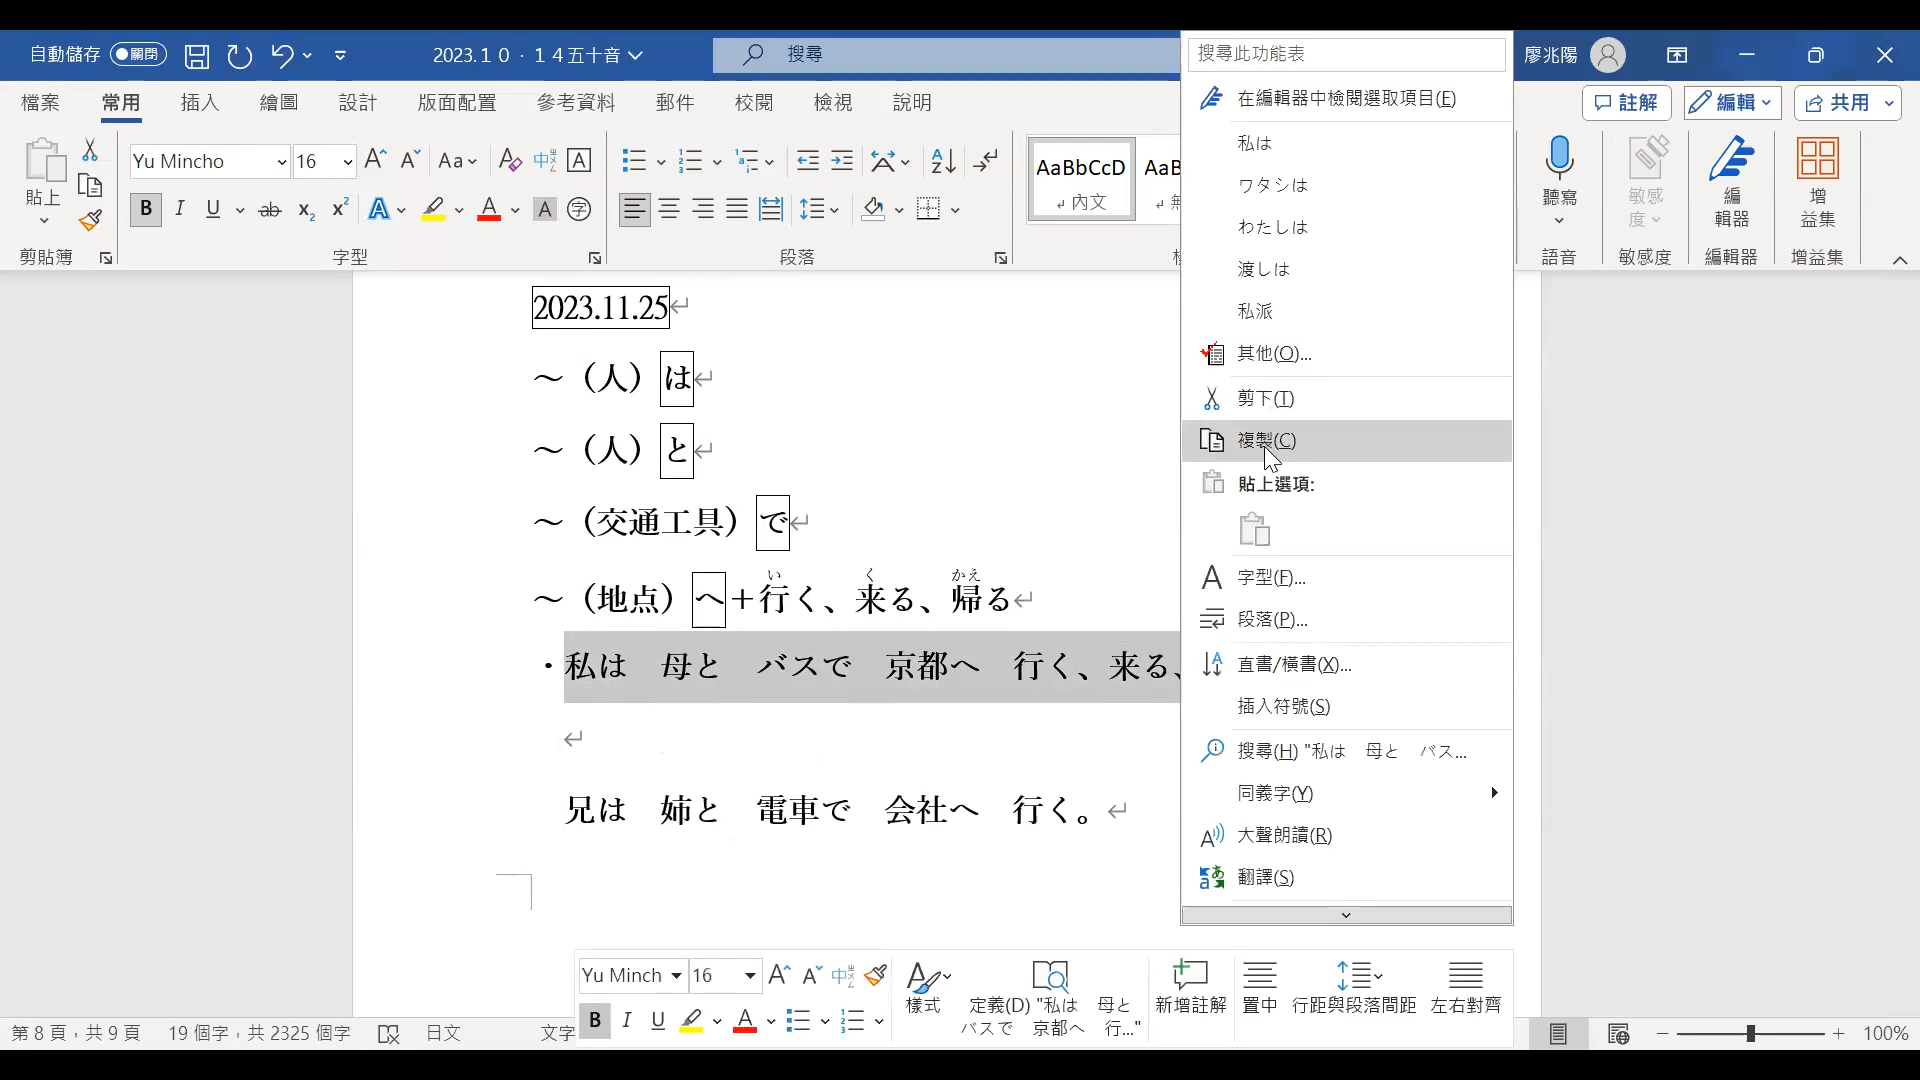 自動儲存 關閉 2023.1０ · １４五十音 搜尋 廖兆陽
檔案 常用 插入 繪圖 設計 版面配置 參考資料 郵件 校閱 檢視 說明 註解 編輯 共用
貼上 剪貼簿
Yu Mincho 16 Aa
B I U ab x₂ x² A A A 字
字型
段落
AaBbCcD AaB
內文
聽寫 語音
敏感度 敏感度
編輯器 編輯器
增益集 增益集
2023.11.25
～（人）は
～（人）と
～（交通工具）で
い く かえ
～（地点）へ＋行く、来る、帰る
・私は　母と　バスで　京都へ　行く、来る、
兄は　姉と　電車で　会社へ　行く。
搜尋此功能表
在編輯器中檢閱選取項目(E)
私は
ワタシは
わたしは
渡しは
私派
其他(O)...
剪下(T)
複製(C)
貼上選項:
字型(F)...
段落(P)...
直書/橫書(X)...
插入符號(S)
搜尋(H) "私は　母と　バス...
同義字(Y)
大聲朗讀(R)
翻譯(S)
Yu Minch 16
B I U A
樣式
定義(D) "私は　母と
バスで　京都へ　行..."
新增註解
置中
行距與段落間距
左右對齊
第 8 頁，共 9 頁 19 個字，共 2325 個字 日文 文字 100%